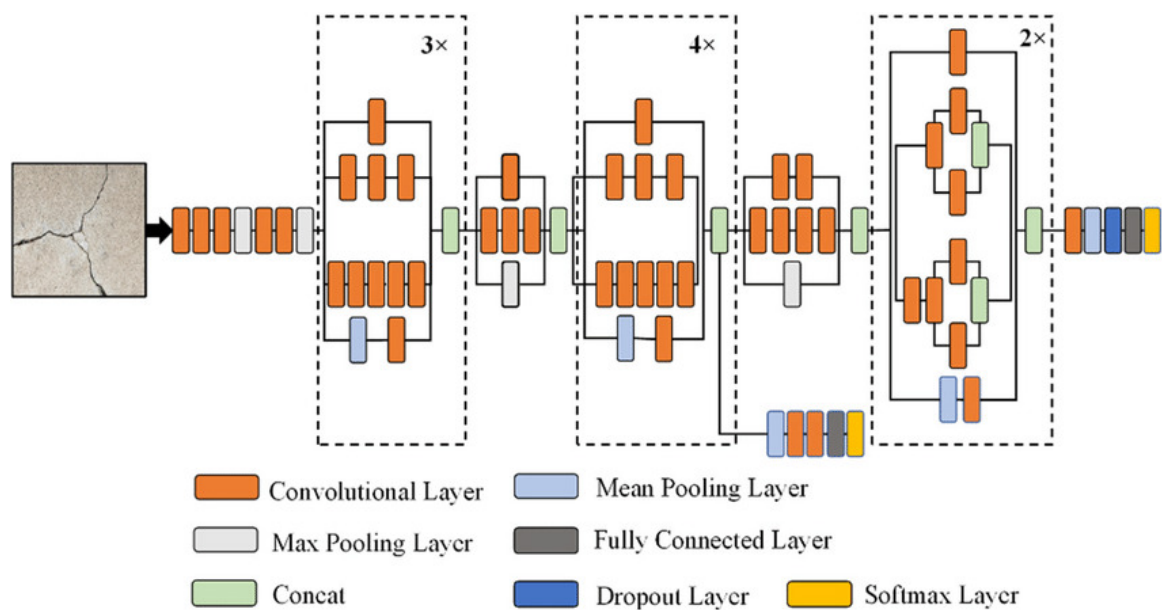 3×
4×
2×
Convolutional Layer
Mean Pooling Layer
Max Pooling Layer
Fully Connected Layer
Concat
Dropout Layer
Softmax Layer